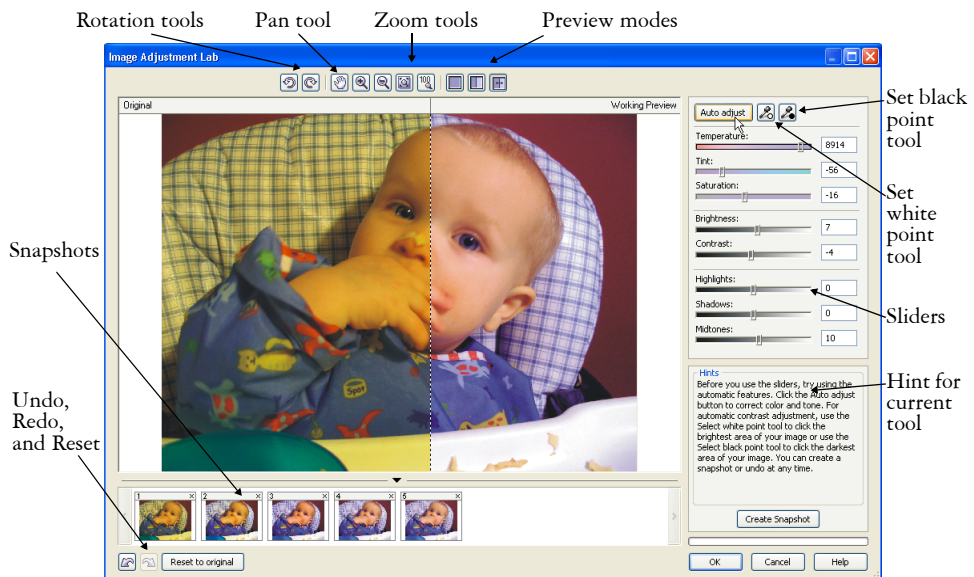 Rotation tools
Pan tool
Zoom tools
Preview modes
Image Adjustment Lab
100
Original
Working Preview
Auto adjust
Set black
point
tool
Temperature:
8914
Tint:
-56
Saturation:
-16
Set
white
point
tool
Brightness:
7
Contrast:
-4
Snapshots
Highlights:
0
Shadows:
0
Sliders
Midtones:
10
Spot
Hints
Before you use the sliders, try using the
automatic features. Click the Auto adjust
button to correct color and tone. For
automatic contrast adjustment, use the
Select white point tool to click the
brightest area of your image or use the
Select black point tool to click the darkest
area of your image. You can create a
snapshot or undo at any time.
Hint for
current
tool
Undo,
Redo,
and Reset
1
2
3
4
5
Create Snapshot
Reset to original
OK
Cancel
Help